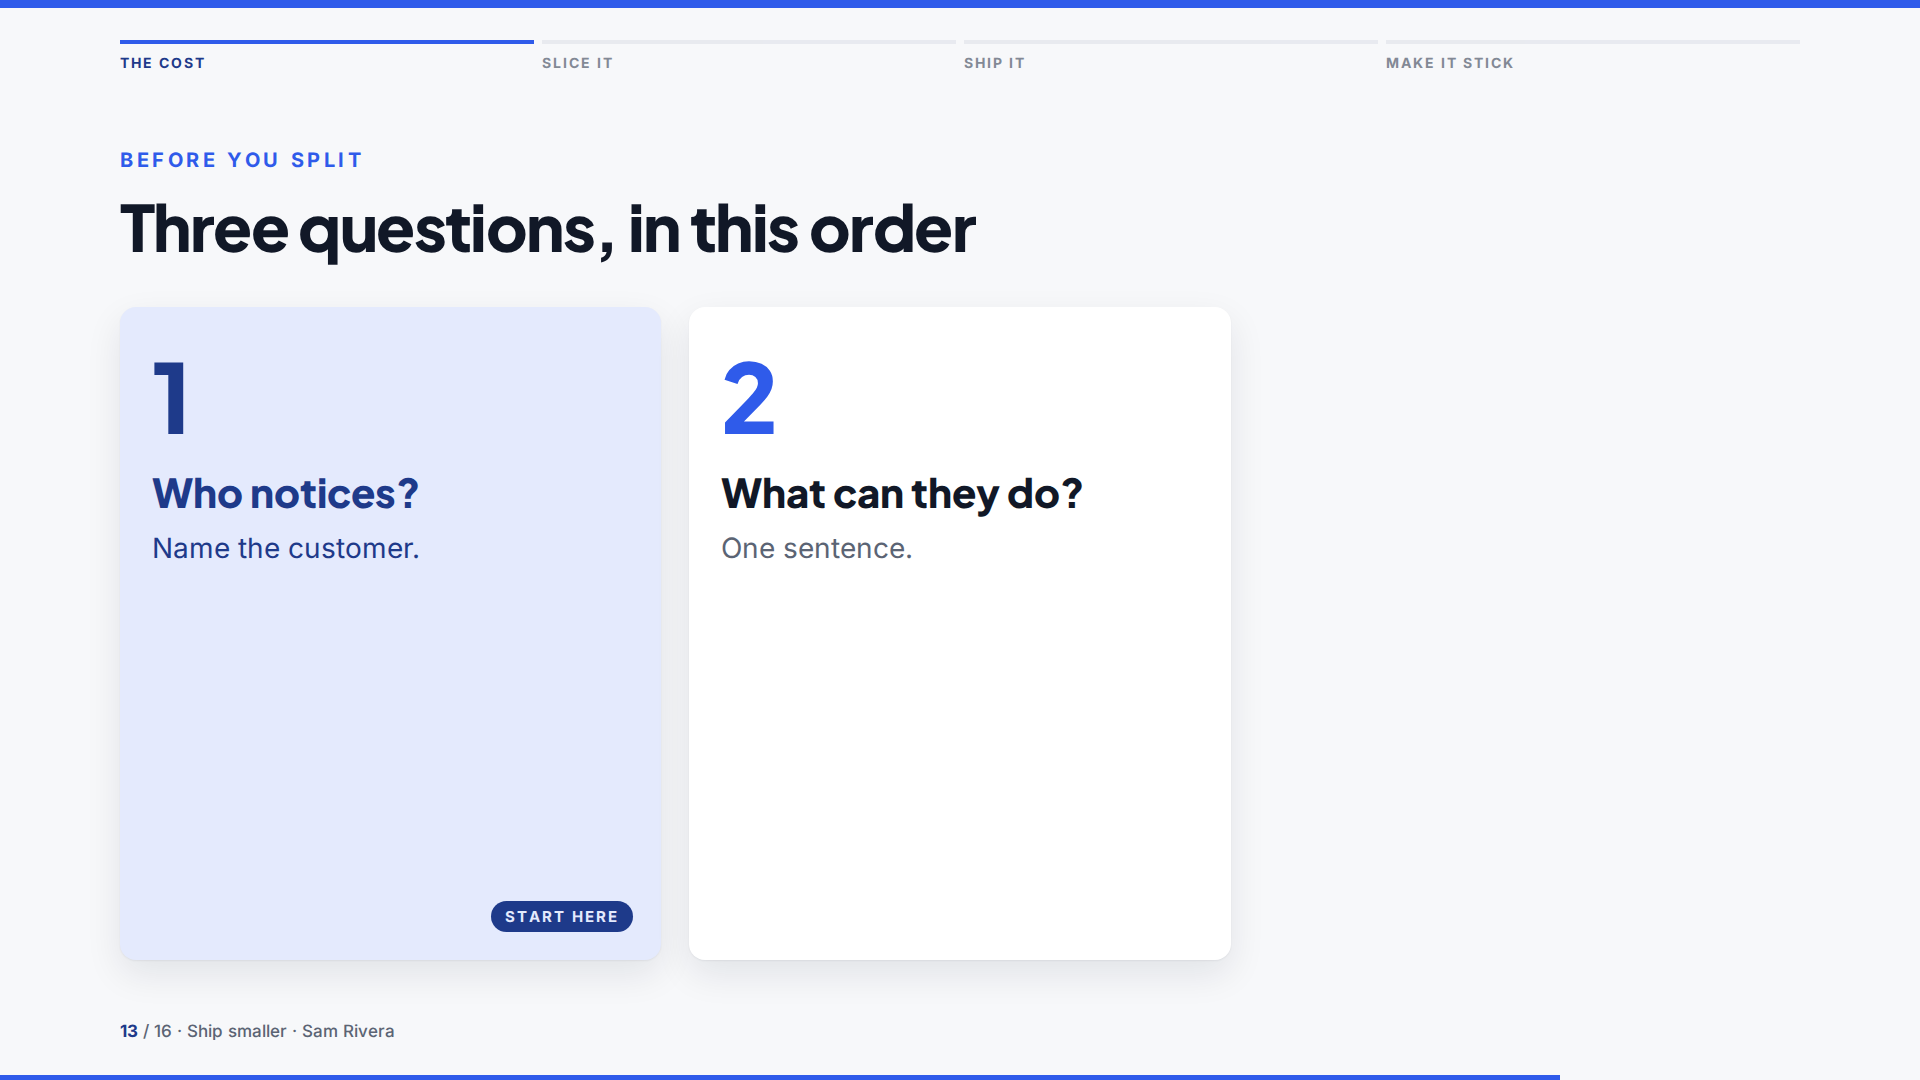 THE COST
SLICE IT
SHIP IT
MAKE IT STICK
BEFORE YOU SPLIT
Three questions, in this order
1
Who notices?
Name the customer.
START HERE
2
What can they do?
One sentence.
13 / 16 · Ship smaller · Sam Rivera